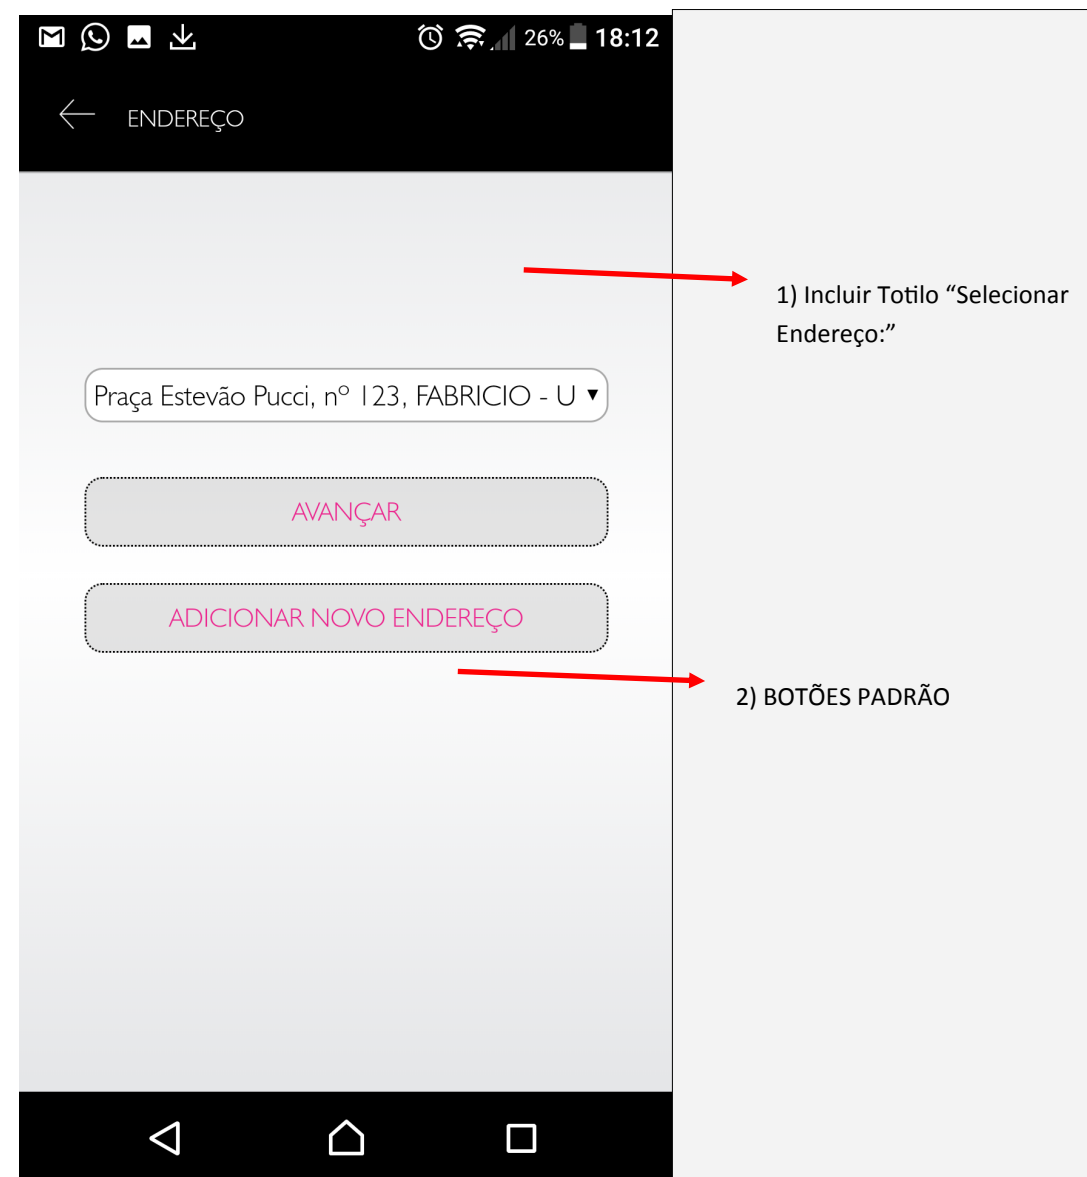 26% 18:12
ENDEREÇO
1) Incluir Totilo “Selecionar
Endereço:”
Praça Estevão Pucci, nº 123, FABRICIO - U
AVANÇAR
ADICIONAR NOVO ENDEREÇO
2) BOTÕES PADRÃO